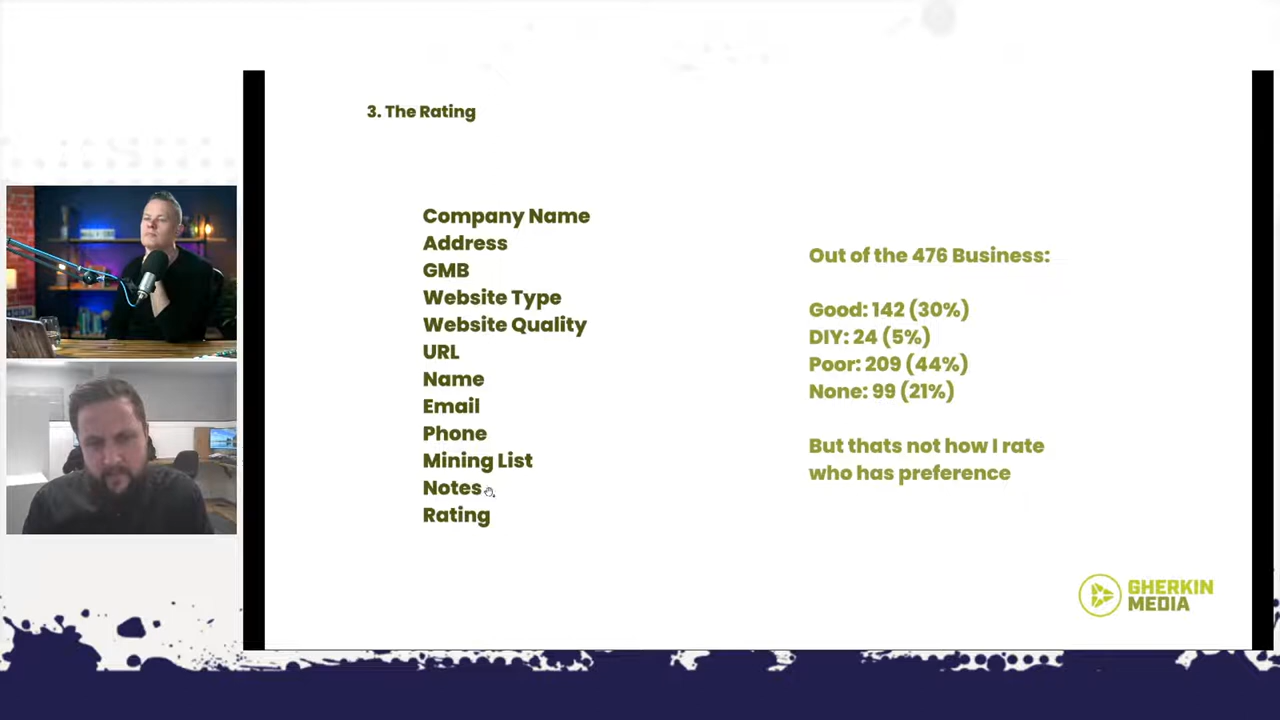 3. The Rating
Company Name
Address
GMB
Website Type
Website Quality
URL
Name
Email
Phone
Mining List
Notes
Rating
Out of the 476 Business:
Good: 142 (30%)
DIY: 24 (5%)
Poor: 209 (44%)
None: 99 (21%)
But thats not how I rate
who has preference
GHERKIN
MEDIA